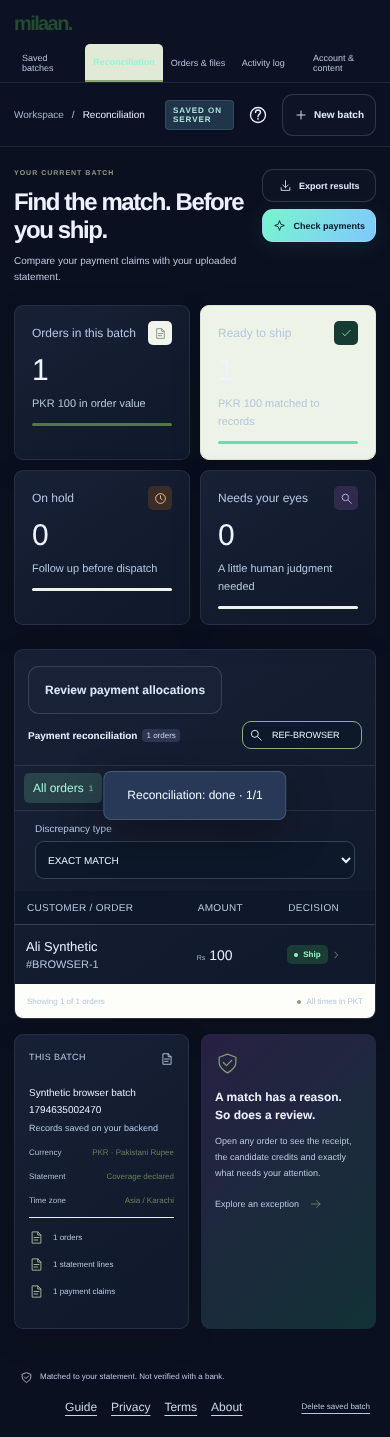 milaan.
Saved batches
Reconciliation
Orders & files
Activity log
Account & content
Workspace / Reconciliation
SAVED ON SERVER
New batch
YOUR CURRENT BATCH
Find the match. Before you ship.
Compare your payment claims with your uploaded statement.
Export results
Check payments
Orders in this batch
1
PKR 100 in order value
Ready to ship
1
PKR 100 matched to records
On hold
0
Follow up before dispatch
Needs your eyes
0
A little human judgment needed
Review payment allocations
Payment reconciliation 1 orders
REF-BROWSER
All orders 1
Reconciliation: done · 1/1
Discrepancy type
EXACT MATCH
CUSTOMER / ORDER AMOUNT DECISION
Ali Synthetic
#BROWSER-1
Rs 100
Ship
Showing 1 of 1 orders
All times in PKT
THIS BATCH
Synthetic browser batch
1794635002470
Records saved on your backend
Currency PKR · Pakistani Rupee
Statement Coverage declared
Time zone Asia / Karachi
1 orders
1 statement lines
1 payment claims
A match has a reason.
So does a review.
Open any order to see the receipt, the candidate credits and exactly what needs your attention.
Explore an exception
Matched to your statement. Not verified with a bank.
Guide Privacy Terms About
Delete saved batch